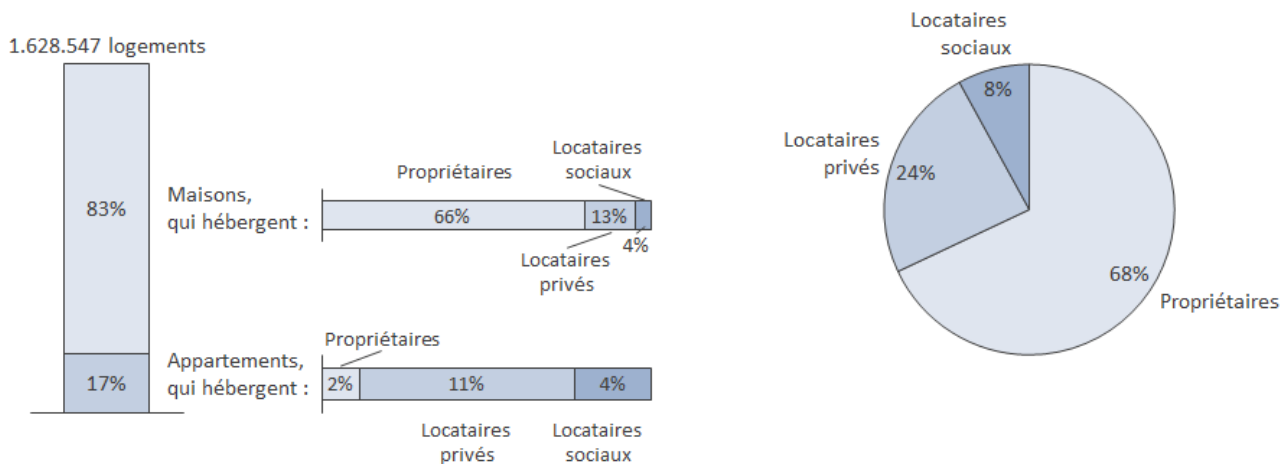 1.628.547 logements
83%
17%
Maisons,
qui hébergent :
Propriétaires
Locataires
sociaux
66%
13%
4%
Locataires
privés
Appartements,
qui hébergent :
Propriétaires
2%
11%
4%
Locataires
privés
Locataires
sociaux
Locataires
sociaux
8%
Locataires
privés
24%
68%
Propriétaires